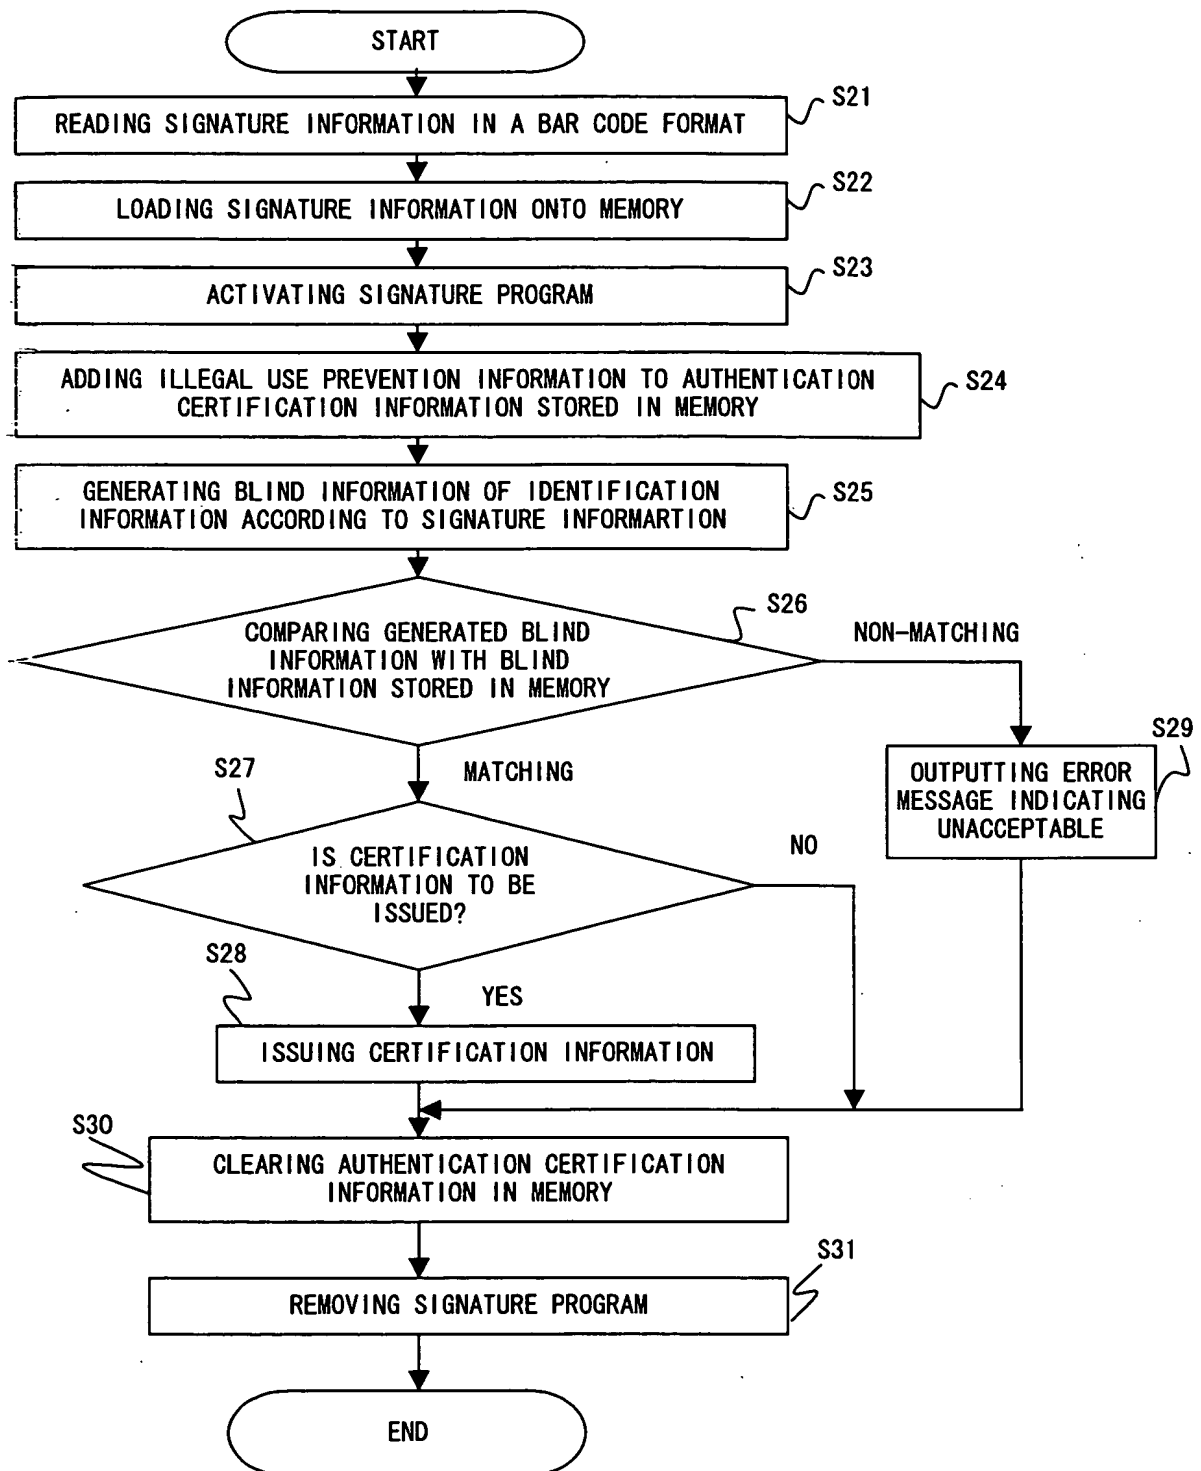 START
S21
READING SIGNATURE INFORMATION IN A BAR CODE FORMAT
S22
LOADING SIGNATURE INFORMATION ONTO MEMORY
S23
ACTIVATING SIGNATURE PROGRAM
S24
ADDING ILLEGAL USE PREVENTION INFORMATION TO AUTHENTICATION
CERTIFICATION INFORMATION STORED IN MEMORY
S25
GENERATING BLIND INFORMATION OF IDENTIFICATION
INFORMATION ACCORDING TO SIGNATURE INFORMARTION
S26
COMPARING GENERATED BLIND
INFORMATION WITH BLIND
INFORMATION STORED IN MEMORY
NON-MATCHING
S29
OUTPUTTING ERROR
MESSAGE INDICATING
UNACCEPTABLE
MATCHING
S27
IS CERTIFICATION
INFORMATION TO BE
ISSUED?
NO
S28
YES
ISSUING CERTIFICATION INFORMATION
S30
CLEARING AUTHENTICATION CERTIFICATION
INFORMATION IN MEMORY
S31
REMOVING SIGNATURE PROGRAM
END